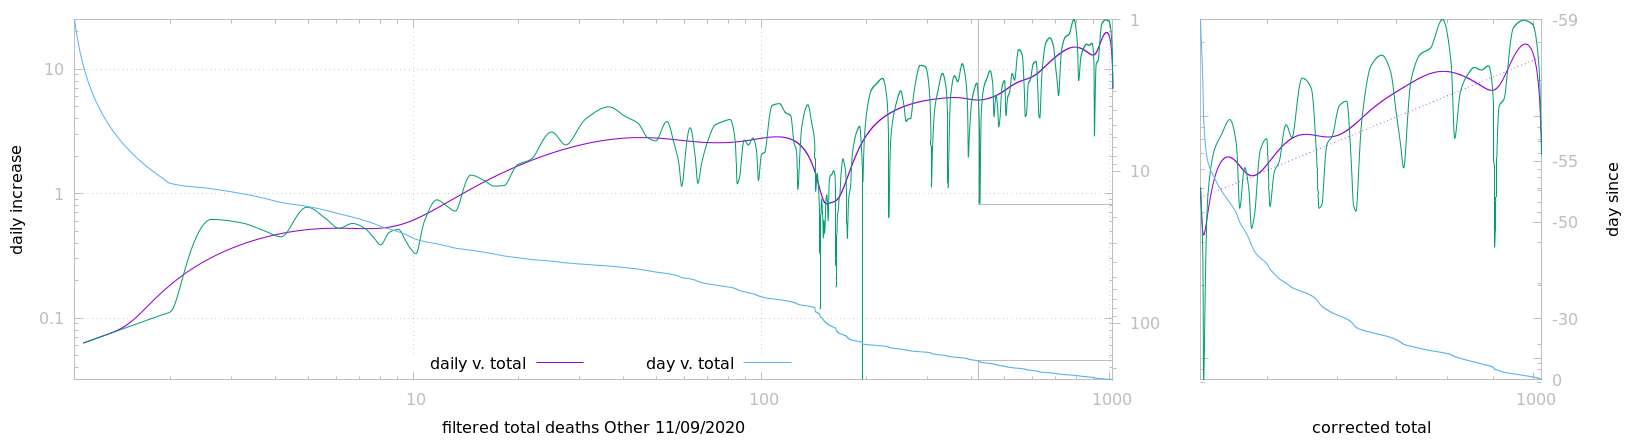 10
1
0.1
daily increase
daily v. total
day v. total
10
100
1000
filtered total deaths Other 11/09/2020
1
10
100
-59
-55
-50
-30
0
day since
1000
corrected total